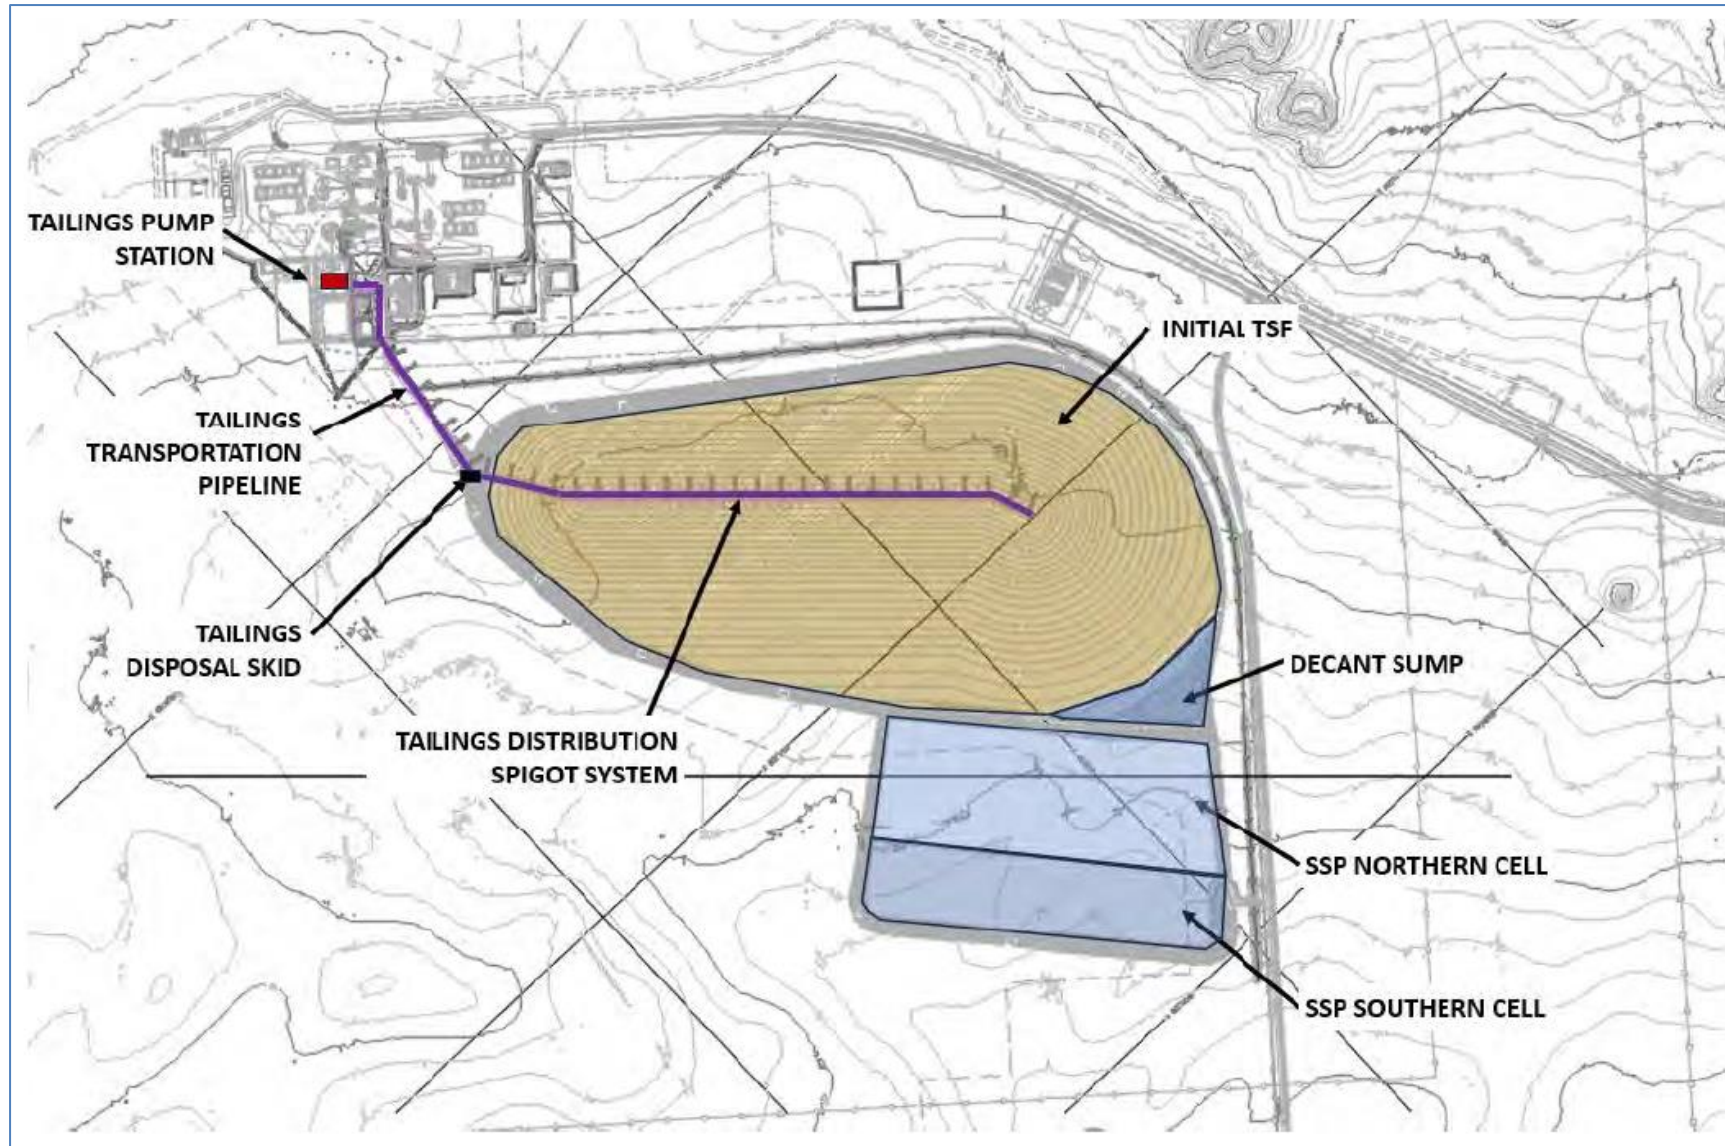 TAILINGS PUMP
STATION
INITIAL TSF
TAILINGS
TRANSPORTATION
PIPELINE
TAILINGS
DISPOSAL SKID
DECANT SUMP
TAILINGS DISTRIBUTION
SPIGOT SYSTEM
SSP NORTHERN CELL
SSP SOUTHERN CELL